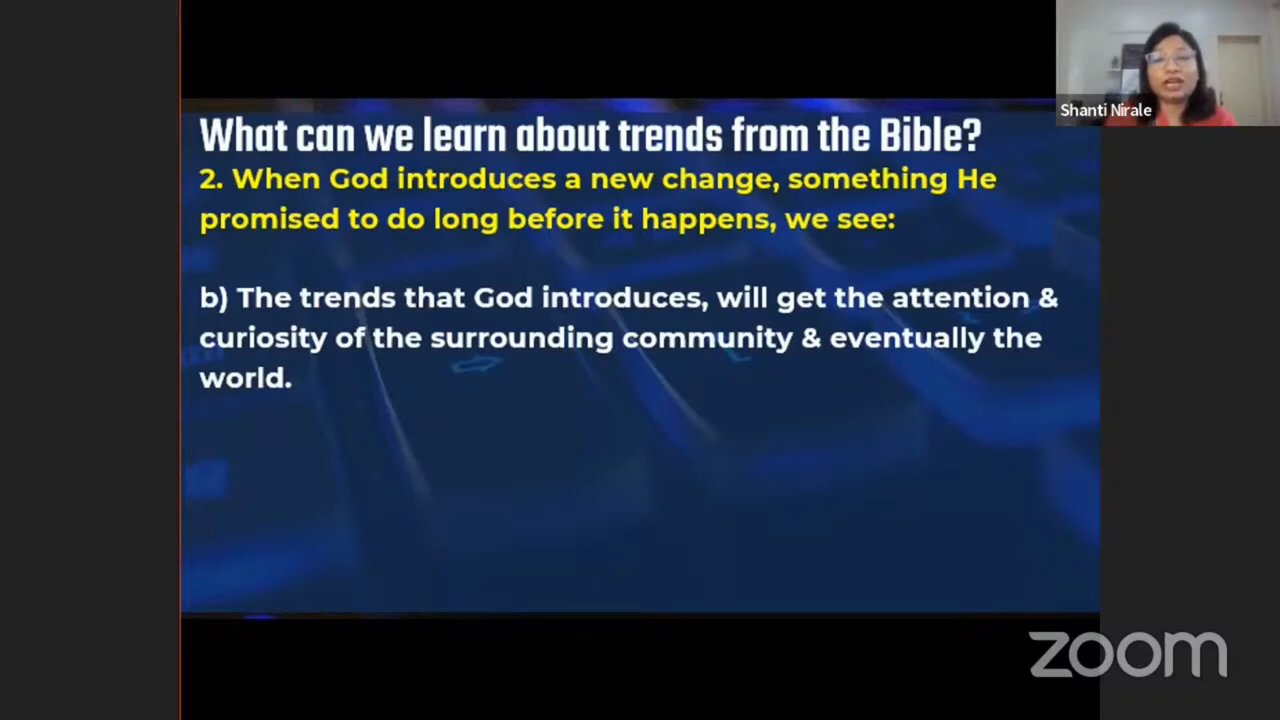 What can we learn about trends from the Bible?
2. When God introduces a new change, something He
promised to do long before it happens, we see:
b) The trends that God introduces, will get the attention &
curiosity of the surrounding community & eventually the
world.
Shanti Nirale
zoom